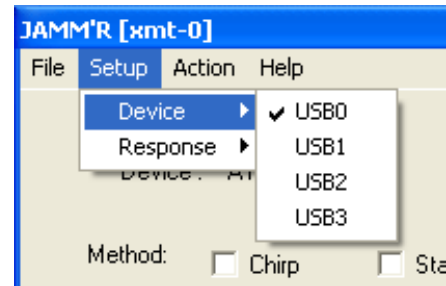 JAMM'R [xmt-0]
File Setup Action Help
Device USB0
Response USB1
USB2
USB3
Method: Chirp